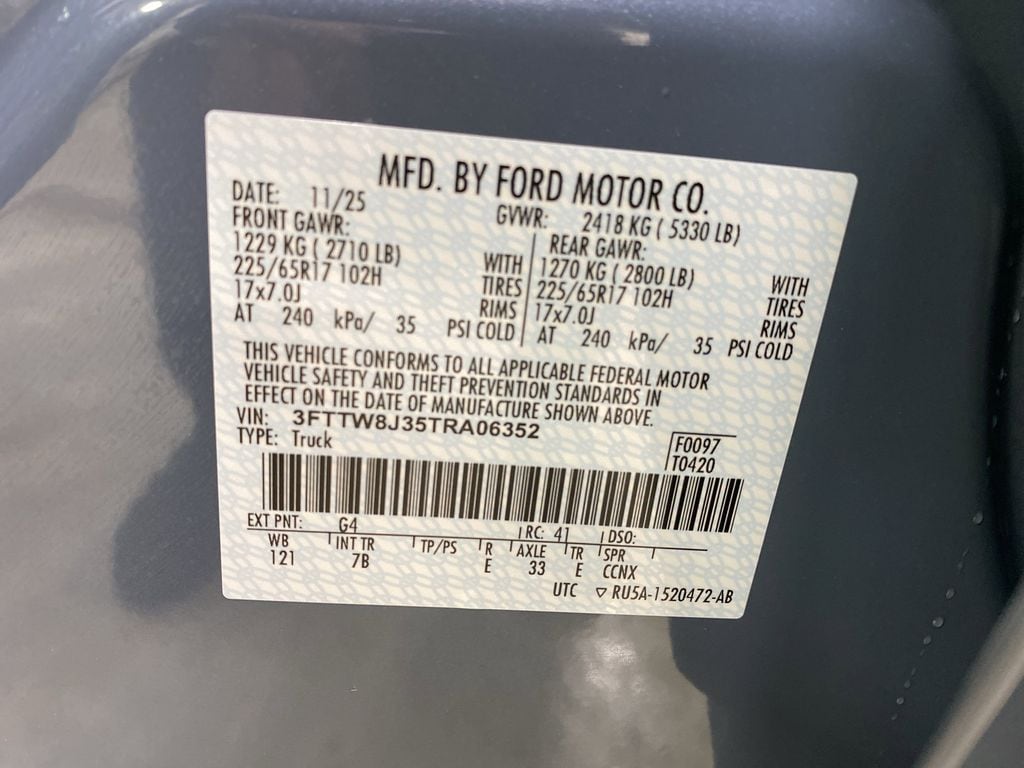 MFD. BY FORD MOTOR CO.
DATE: 11/25 GVWR: 2418 KG ( 5330 LB)
FRONT GAWR: REAR GAWR:
1229 KG ( 2710 LB) WITH 1270 KG ( 2800 LB) WITH
225/65R17 102H TIRES 225/65R17 102H TIRES
17x7.0J RIMS 17x7.0J RIMS
AT 240 kPa/ 35 PSI COLD AT 240 kPa/ 35 PSI COLD
THIS VEHICLE CONFORMS TO ALL APPLICABLE FEDERAL MOTOR
VEHICLE SAFETY AND THEFT PREVENTION STANDARDS IN
EFFECT ON THE DATE OF MANUFACTURE SHOWN ABOVE.
VIN: 3FTTW8J35TRA06352
TYPE: Truck F0097
T0420
EXT PNT: G4 RC: 41 DSO:
WB INT TR TP/PS R AXLE TR SPR
121 7B E 33 E CCNX
UTC ▽ RU5A-1520472-AB